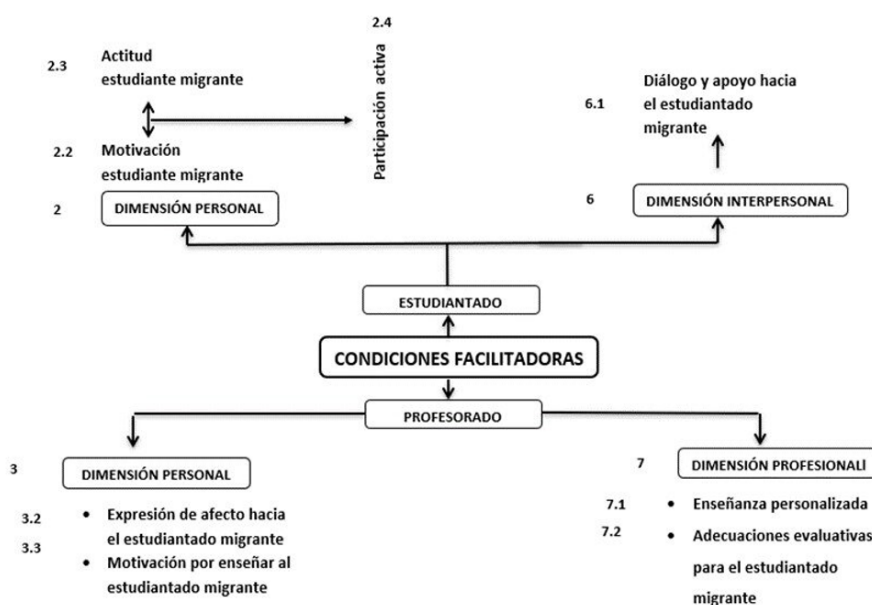 2.4
Participación activa
2.3
Actitud
estudiante migrante
2.2
Motivación
estudiante migrante
2
DIMENSIÓN PERSONAL
6.1
Diálogo y apoyo hacia
el estudiantado
migrante
6
DIMENSIÓN INTERPERSONAL
ESTUDIANTADO
CONDICIONES FACILITADORAS
PROFESORADO
3
DIMENSIÓN PERSONAL
3.2
• Expresión de afecto hacia
el estudiantado migrante
3.3
• Motivación por enseñar al
estudiantado migrante
7
DIMENSIÓN PROFESIONALl
7.1
• Enseñanza personalizada
7.2
• Adecuaciones evaluativas
para el estudiantado
migrante